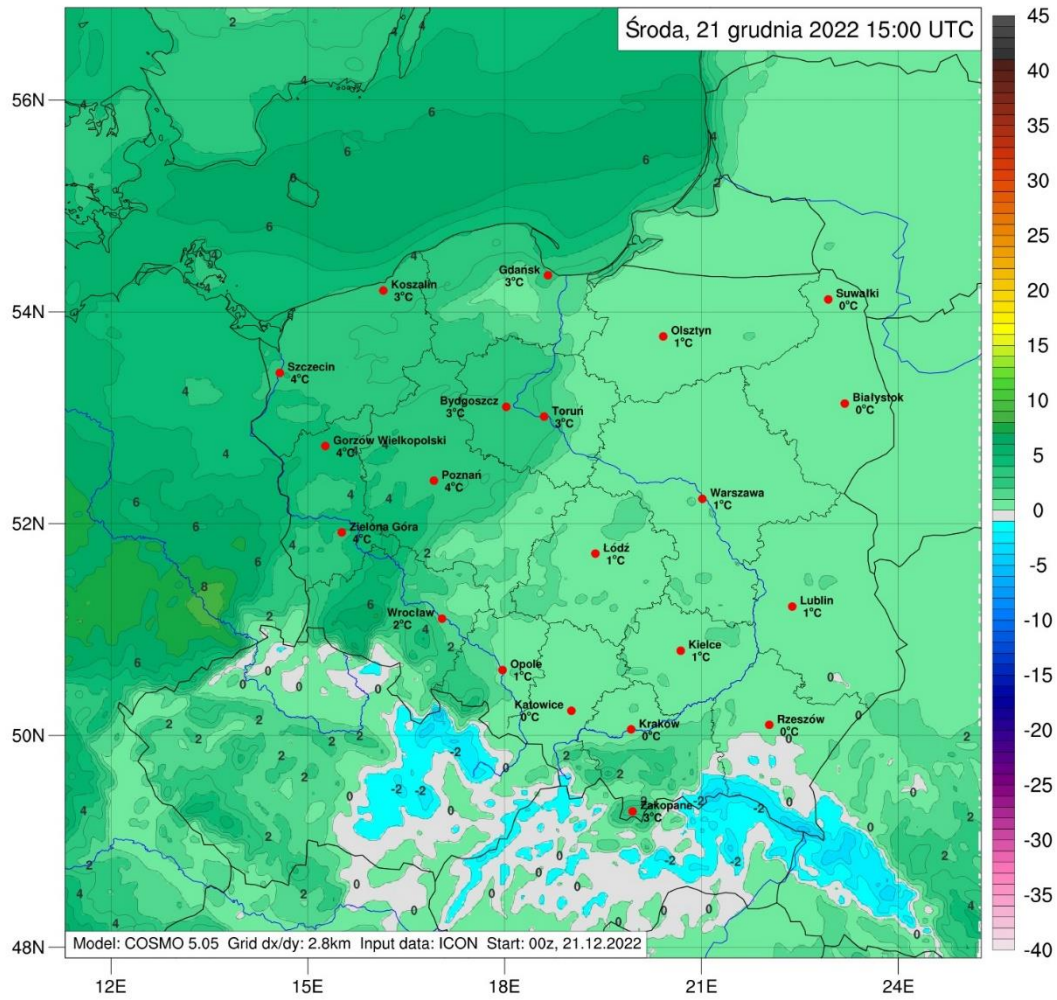 Środa, 21 grudnia 2022 15:00 UTC
56N
54N
52N
50N
48N
12E
15E
18E
21E
24E
45
40
35
30
25
20
15
10
5
0
-5
-10
-15
-20
-25
-30
-35
-40
Gdańsk
3°C
Koszalin
3°C
Suwałki
0°C
Olsztyn
1°C
Szczecin
4°C
Białystok
0°C
Bydgoszcz
3°C
Toruń
3°C
Gorzów Wielkopolski
4°C
Poznań
4°C
Warszawa
1°C
Zielona Góra
4°C
Łódź
1°C
Lublin
1°C
Wrocław
2°C
Kielce
1°C
Opole
1°C
Katowice
0°C
Kraków
0°C
Rzeszów
0°C
Zakopane
3°C
Model: COSMO 5.05 Grid dx/dy: 2.8km Input data: ICON Start: 00z, 21.12.2022